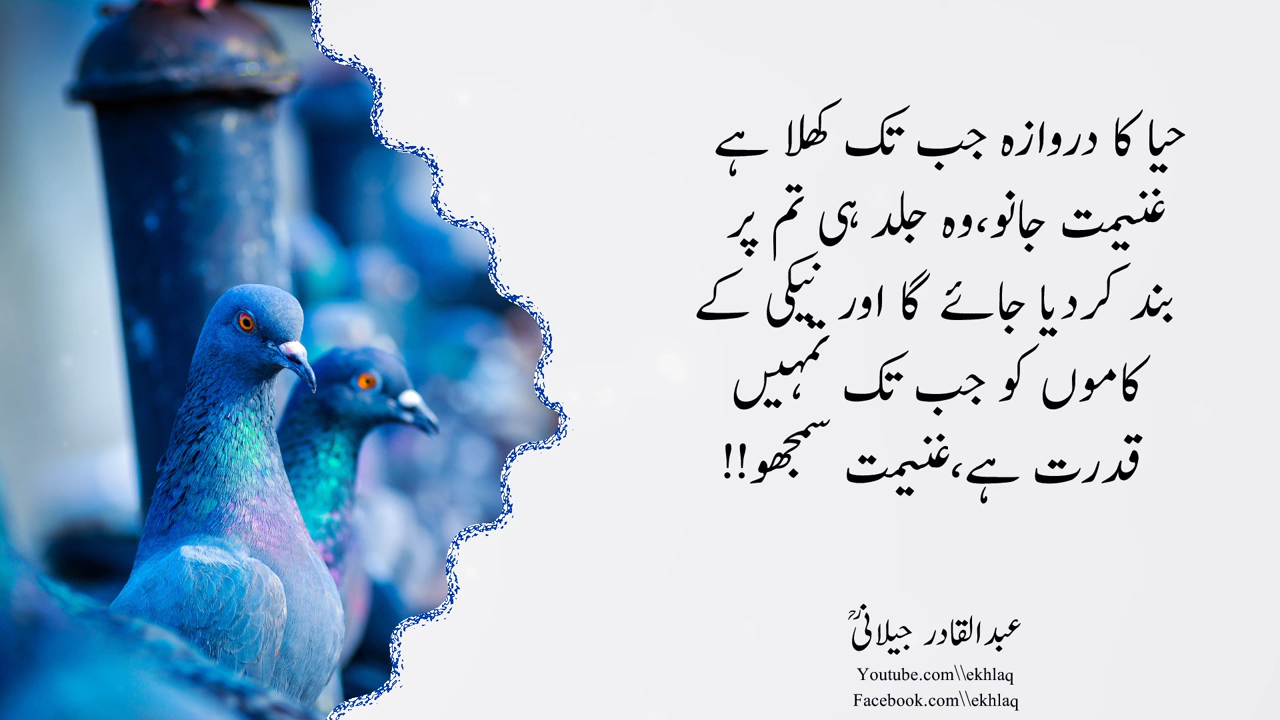 حیا کا دروازہ جب تک کھلا ہے
غنیمت جانو،وہ جلد ہی تم پر
بند کردیا جائے گا اور نیکی کے
کاموں کو جب تک تمہیں
قدرت ہے،غنیمت سمجھو!!
عبدالقادر جیلانیؒ
Youtube.com\\ekhlaq
Facebook.com\\ekhlaq